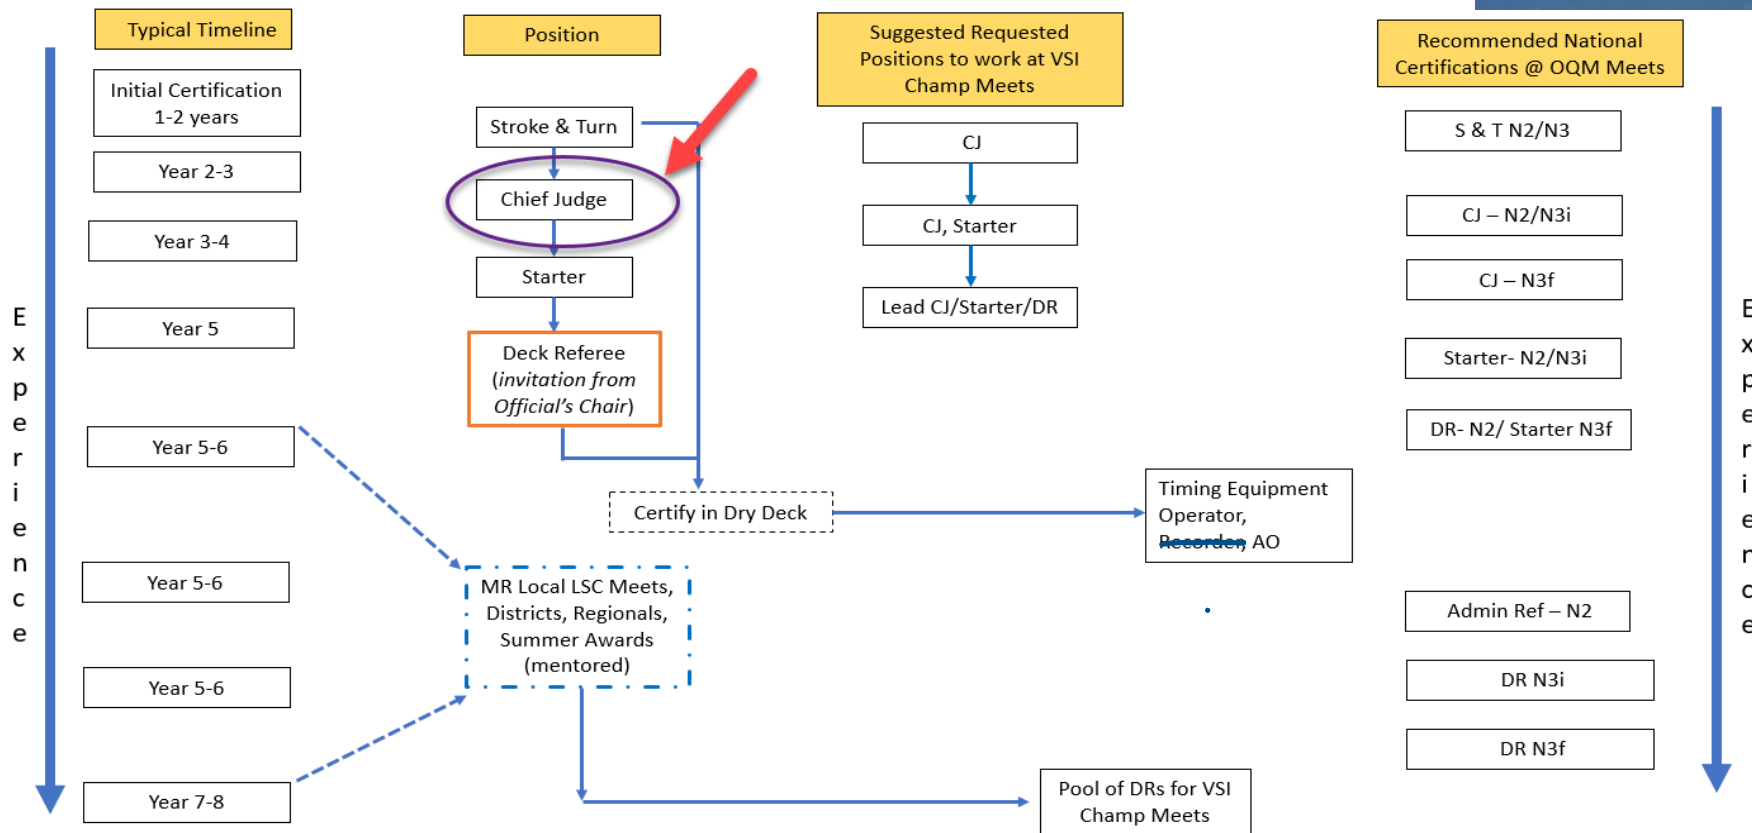 Typical Timeline
Initial Certification
1-2 years
Year 2-3
Year 3-4
Year 5
Year 5-6
Year 5-6
Year 5-6
Year 7-8
Experience
Position
Stroke & Turn
Chief Judge
Starter
Deck Referee
(invitation from
Official’s Chair)
Certify in Dry Deck
MR Local LSC Meets,
Districts, Regionals,
Summer Awards
(mentored)
Suggested Requested
Positions to work at VSI
Champ Meets
CJ
CJ, Starter
Lead CJ/Starter/DR
Timing Equipment
Operator,
Recorder, AO
Pool of DRs for VSI
Champ Meets
Recommended National
Certifications @ OQM Meets
S & T N2/N3
CJ – N2/N3i
CJ – N3f
Starter- N2/N3i
DR- N2/ Starter N3f
Admin Ref – N2
DR N3i
DR N3f
Experience